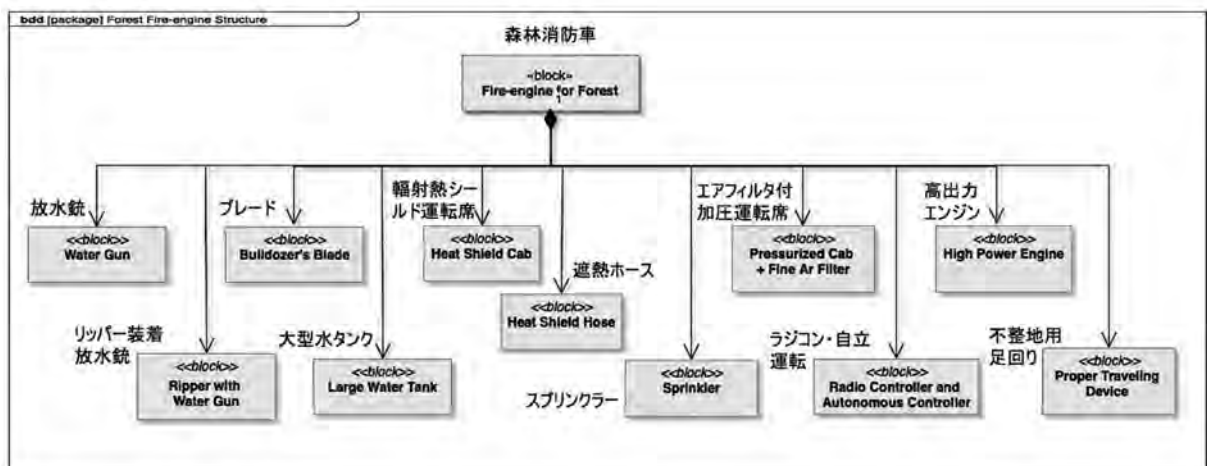 bdd [package] Forest Fire-engine Structure
森林消防車
«block»
Fire-engine for Forest
1
放水銃
<<block>>
Water Gun
ブレード
<<block>>
Bulldozer's Blade
輻射熱シー
ルド運転席
<<block>>
Heat Shield Cab
エアフィルタ付
加圧運転席
<<block>>
Pressurized Cab
+ Fine Ar Filter
高出力
エンジン
<<block>>
High Power Engine
遮熱ホース
<<block>>
Heat Shield Hose
リッパー装着
放水銃
<<block>>
Ripper with
Water Gun
大型水タンク
<<block>>
Large Water Tank
スプリンクラー
<<block>>
Sprinkler
ラジコン・自立
運転
<<block>>
Radio Controller and
Autonomous Controller
不整地用
足回り
<<block>>
Proper Traveling
Device